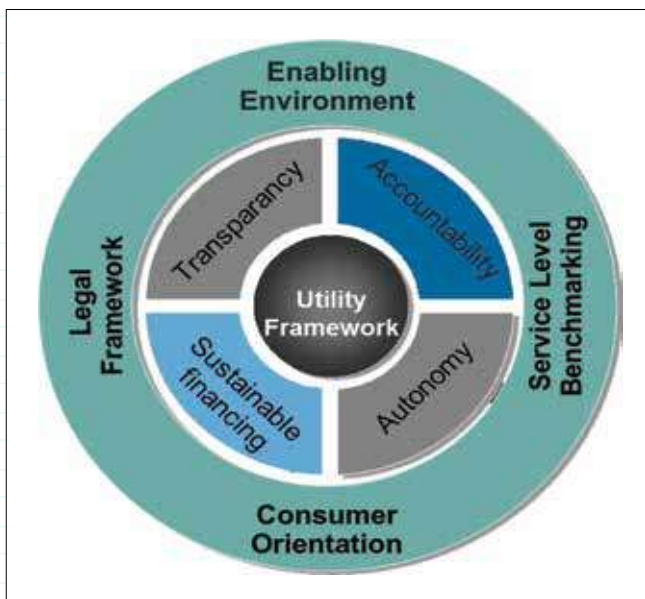 Enabling
Environment
Transparancy
Accountability
Legal
Framework
Utility
Framework
Service Level
Benchmarking
Sustainable
financing
Autonomy
Consumer
Orientation